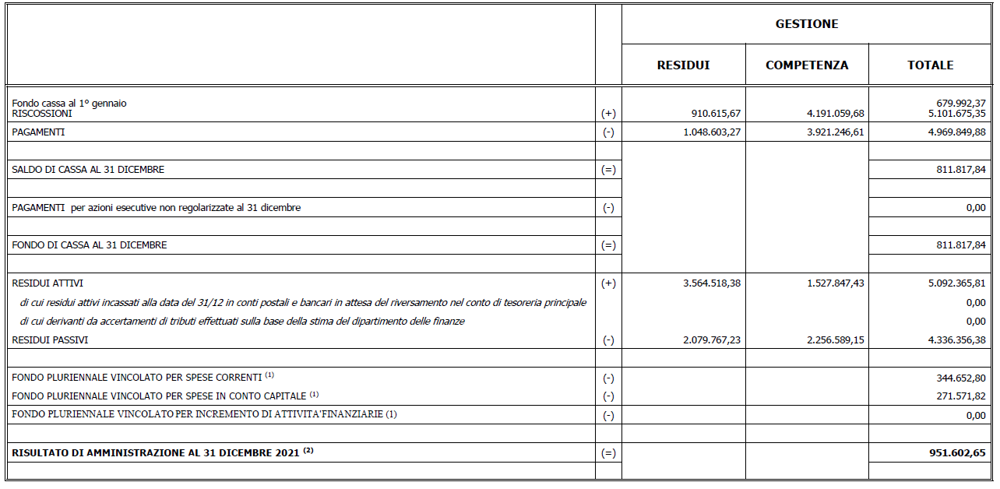 GESTIONE
RESIDUI COMPETENZA TOTALE
Fondo cassa al 1° gennaio 679.992,37
RISCOSSIONI (+) 910.615,67 4.191.059,68 5.101.675,35
PAGAMENTI (-) 1.048.603,27 3.921.246,61 4.969.849,88
SALDO DI CASSA AL 31 DICEMBRE (=) 811.817,84
PAGAMENTI per azioni esecutive non regolarizzate al 31 dicembre (-) 0,00
FONDO DI CASSA AL 31 DICEMBRE (=) 811.817,84
RESIDUI ATTIVI (+) 3.564.518,38 1.527.847,43 5.092.365,81
di cui residui attivi incassati alla data del 31/12 in conti postali e bancari in attesa del riversamento nel conto di tesoreria principale 0,00
di cui derivanti da accertamenti di tributi effettuati sulla base della stima del dipartimento delle finanze 0,00
RESIDUI PASSIVI (-) 2.079.767,23 2.256.589,15 4.336.356,38
FONDO PLURIENNALE VINCOLATO PER SPESE CORRENTI (1) (-) 344.652,80
FONDO PLURIENNALE VINCOLATO PER SPESE IN CONTO CAPITALE (1) (-) 271.571,82
FONDO PLURIENNALE VINCOLATO PER INCREMENTO DI ATTIVITA'FINANZIARIE (1) (-) 0,00
RISULTATO DI AMMINISTRAZIONE AL 31 DICEMBRE 2021 (2) (=) 951.602,65